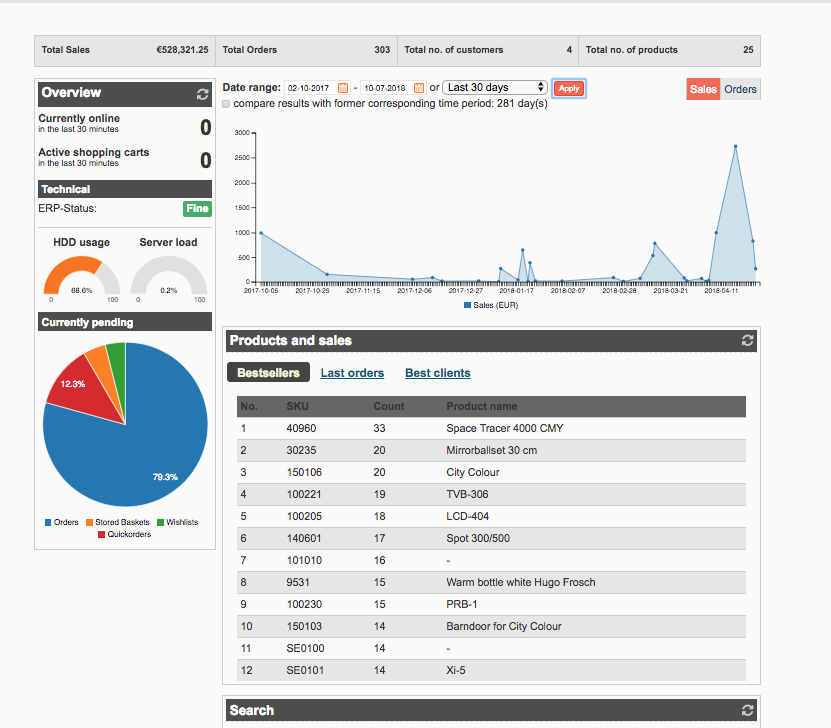 Total Sales €528,321.25 Total Orders 303 Total no. of customers 4 Total no. of products 25
Overview
Currently online
in the last 30 minutes
0
Active shopping carts
in the last 30 minutes
0
Technical
ERP-Status: Fine
HDD usage Server load
68.6% 0.2%
0 100 0 100
Currently pending
12.3%
79.3%
Orders Stored Baskets Wishlists
Quickorders
Date range: 02-10-2017 - 10-07-2018 or Last 30 days Apply
Sales Orders
compare results with former corresponding time period: 281 day(s)
3000
2500
2000
1500
1000
500
0
2017-10-05 2017-10-25 2017-11-15 2017-12-06 2017-12-27 2018-01-17 2018-02-07 2018-02-28 2018-03-21 2018-04-11
Sales (EUR)
Products and sales
Bestsellers Last orders Best clients
No. SKU Count Product name
1 40960 33 Space Tracer 4000 CMY
2 30235 20 Mirrorballset 30 cm
3 150106 20 City Colour
4 100221 19 TVB-306
5 100205 18 LCD-404
6 140601 17 Spot 300/500
7 101010 16 -
8 9531 15 Warm bottle white Hugo Frosch
9 100230 15 PRB-1
10 150103 14 Barndoor for City Colour
11 SE0100 14 -
12 SE0101 14 Xi-5
Search